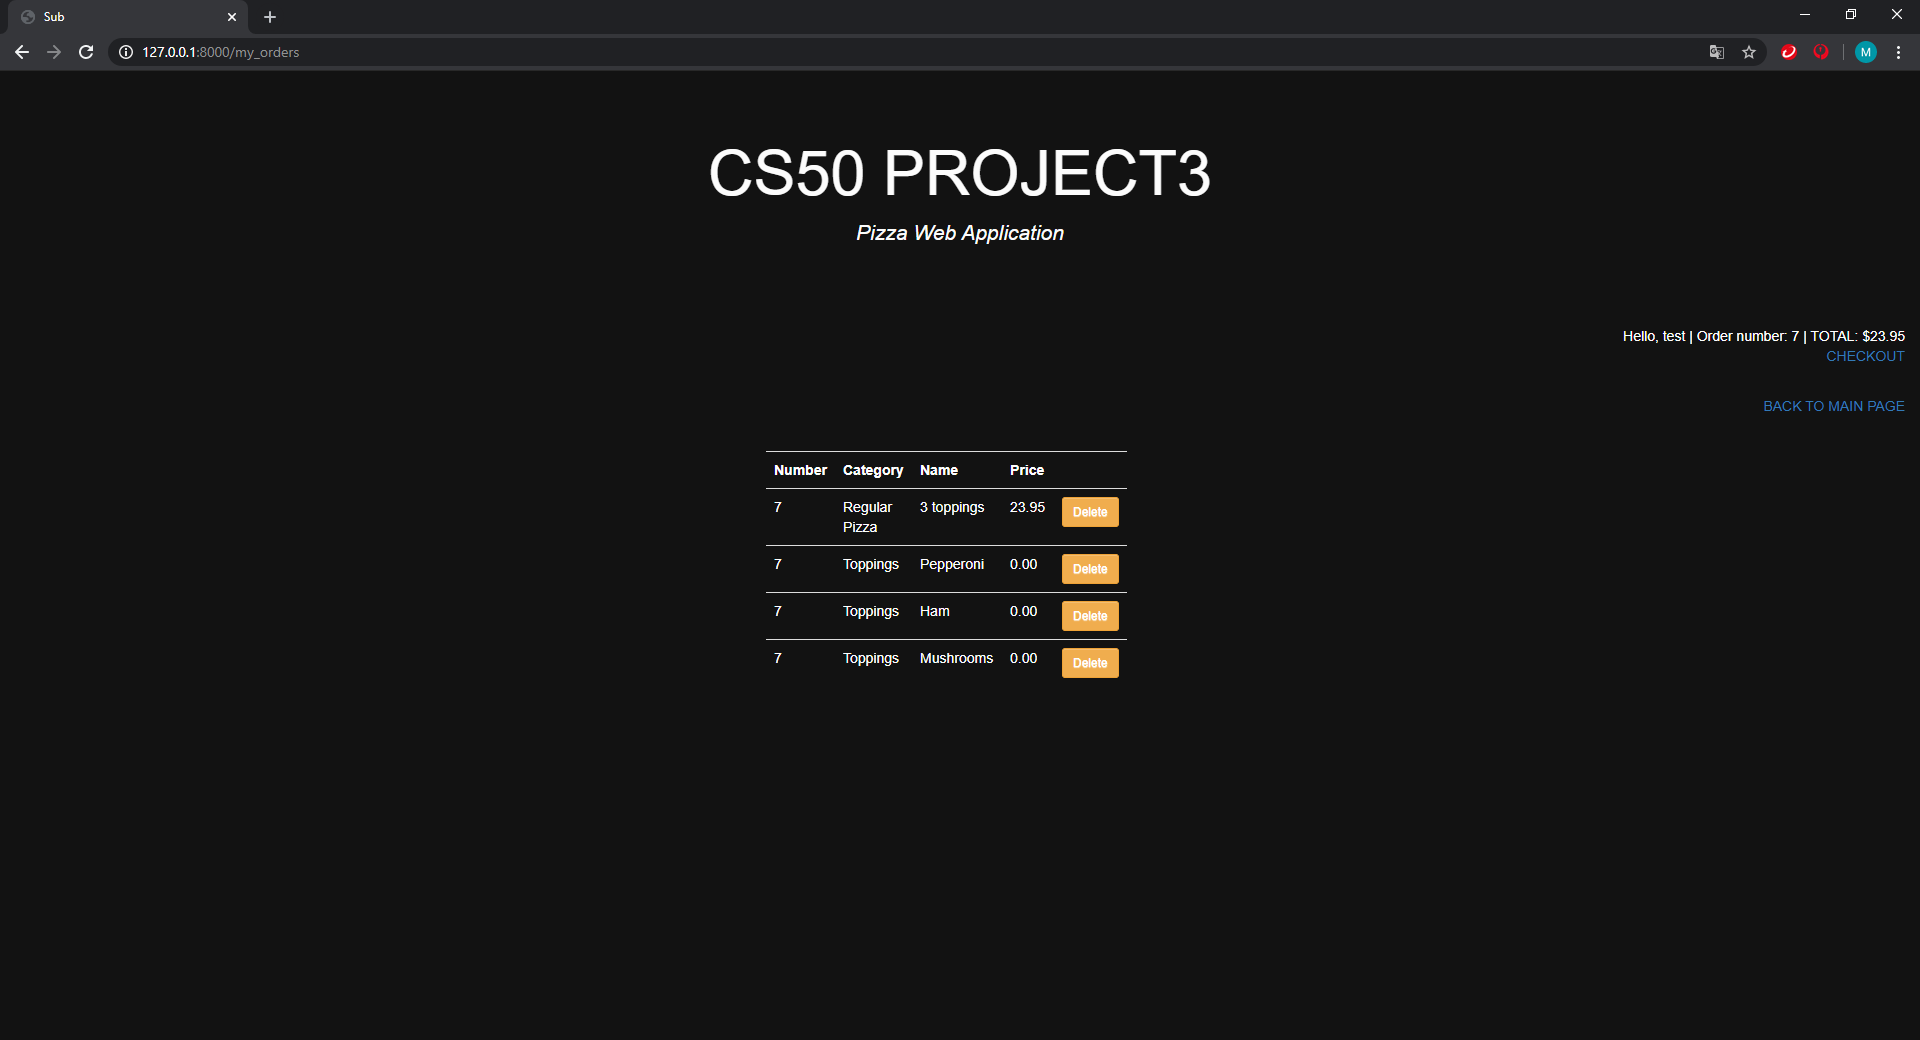 Sub
127.0.0.1:8000/my_orders
M
CS50 PROJECT3
Pizza Web Application
Hello, test | Order number: 7 | TOTAL: $23.95
CHECKOUT
BACK TO MAIN PAGE
Number Category Name Price
7 Regular 3 toppings 23.95 Delete
Pizza
7 Toppings Pepperoni 0.00 Delete
7 Toppings Ham 0.00 Delete
7 Toppings Mushrooms 0.00 Delete